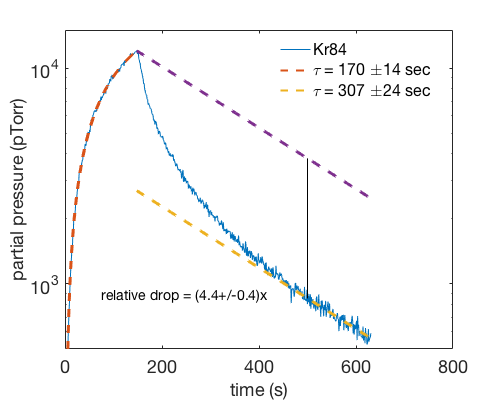 10^4
10^3
partial pressure (pTorr)
Kr84
τ = 170 ±14 sec
τ = 307 ±24 sec
relative drop = (4.4+/-0.4)x
0 200 400 600 800
time (s)